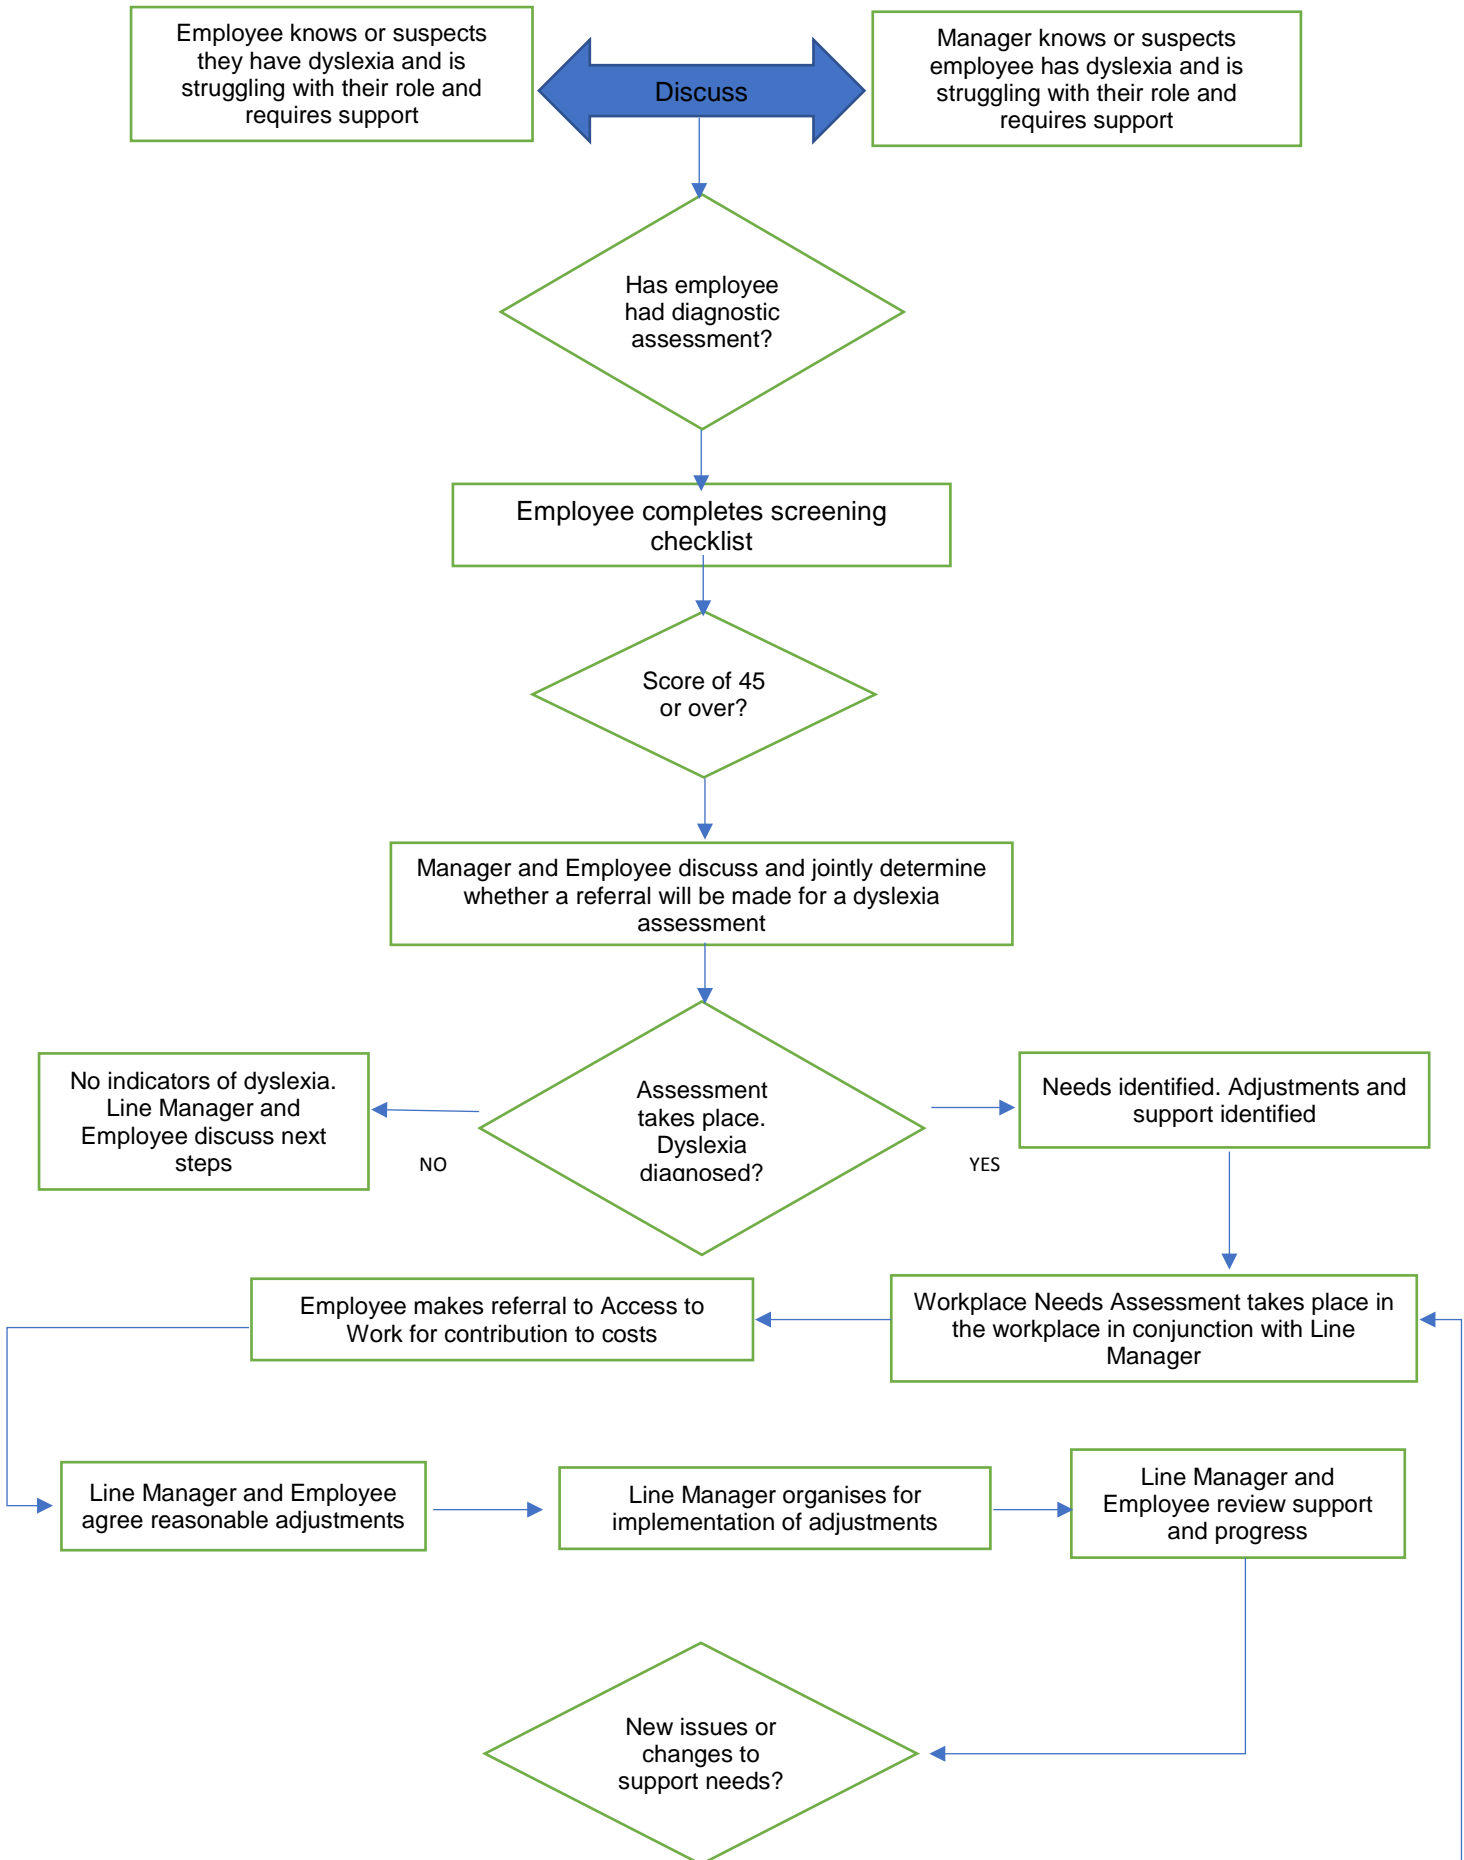 Employee knows or suspects
they have dyslexia and is
struggling with their role and
requires support
Discuss
Manager knows or suspects
employee has dyslexia and is
struggling with their role and
requires support
Has employee
had diagnostic
assessment?
Employee completes screening
checklist
Score of 45
or over?
Manager and Employee discuss and jointly determine
whether a referral will be made for a dyslexia
assessment
No indicators of dyslexia.
Line Manager and
Employee discuss next
steps
NO
Assessment
takes place.
Dyslexia
diagnosed?
YES
Needs identified. Adjustments and
support identified
Employee makes referral to Access to
Work for contribution to costs
Workplace Needs Assessment takes place in
the workplace in conjunction with Line
Manager
Line Manager and Employee
agree reasonable adjustments
Line Manager organises for
implementation of adjustments
Line Manager and
Employee review support
and progress
New issues or
changes to
support needs?